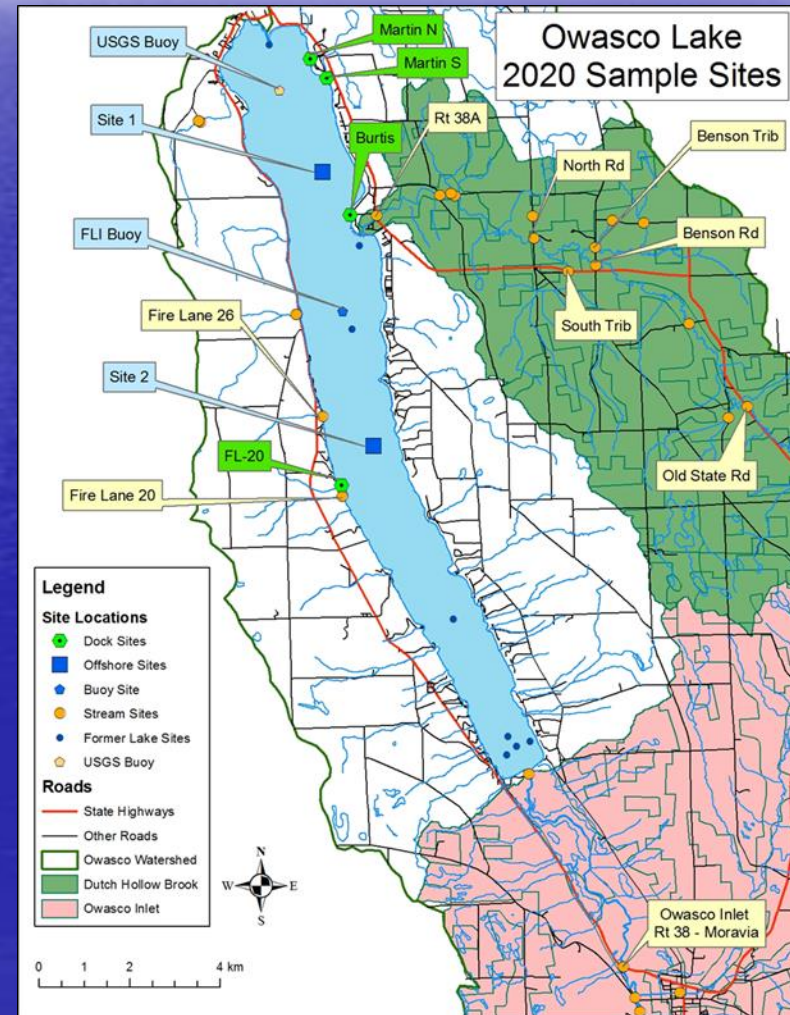 Owasco Lake
2020 Sample Sites
USGS Buoy
Martin N
Martin S
Site 1
Burtis
Rt 38A
North Rd
Benson Trib
FLI Buoy
Benson Rd
Fire Lane 26
South Trib
Site 2
FL-20
Old State Rd
Fire Lane 20
Legend
Site Locations
Dock Sites
Offshore Sites
Buoy Site
Stream Sites
Former Lake Sites
USGS Buoy
Roads
State Highways
Other Roads
Owasco Watershed
Dutch Hollow Brook
Owasco Inlet
N
W
E
S
Owasco Inlet
Rt 38 - Moravia
0 1 2 4 km